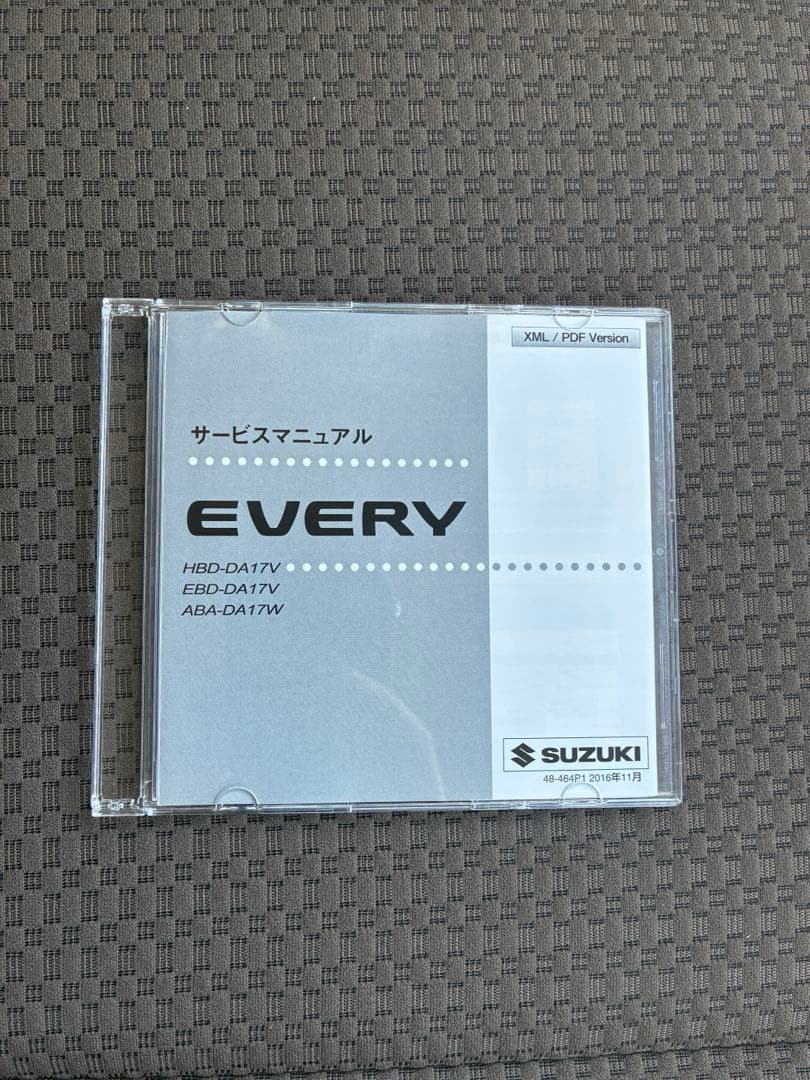 XML / PDF Version
サービスマニュアル
EVERY
HBD-DA17V
EBD-DA17V
ABA-DA17W
SUZUKI
48-464P1 2016年11月